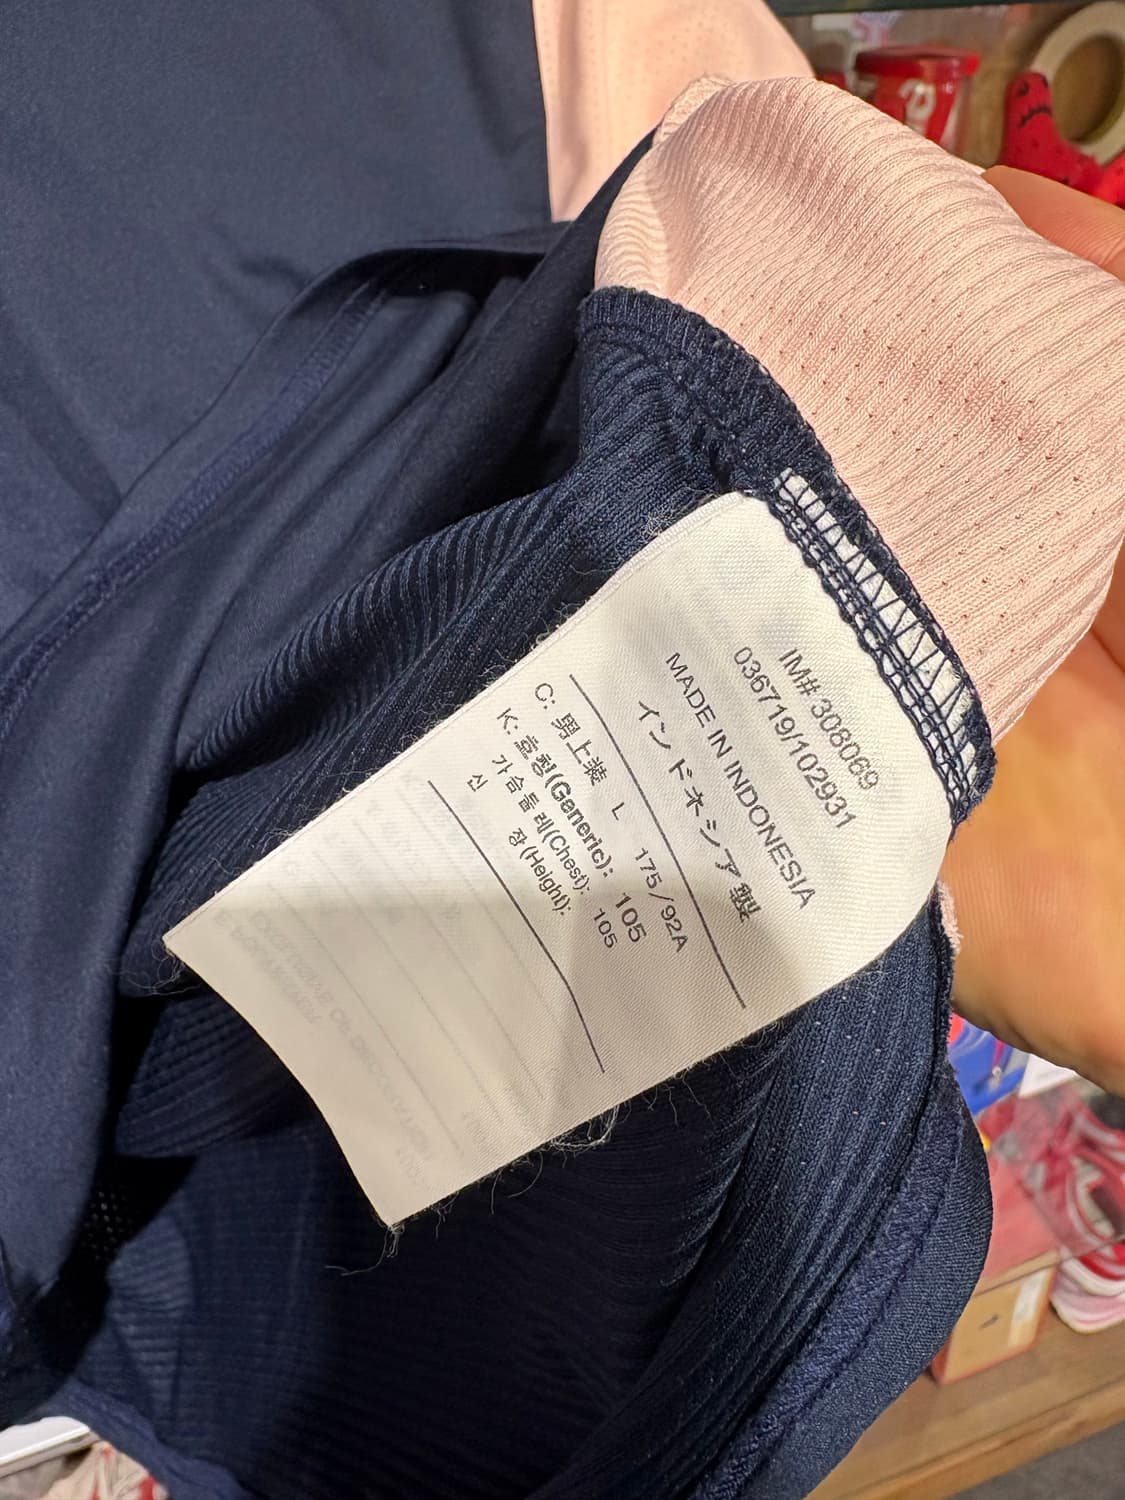 IM# 308069
036719/102931
MADE IN INDONESIA
インドネシア製
C: 男上装 L 175/92A
K: 호칭(Generic): 105
가슴둘레(Chest): 105
신 장(Height):